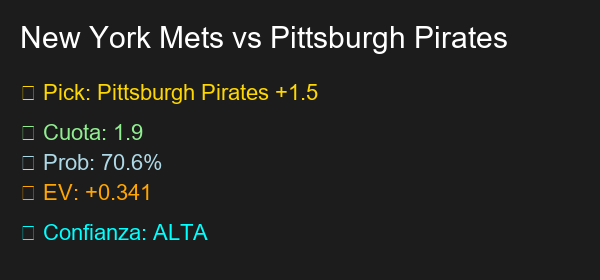 New York Mets vs Pittsburgh Pirates
Pick: Pittsburgh Pirates +1.5
Cuota: 1.9
Prob: 70.6%
EV: +0.341
Confianza: ALTA